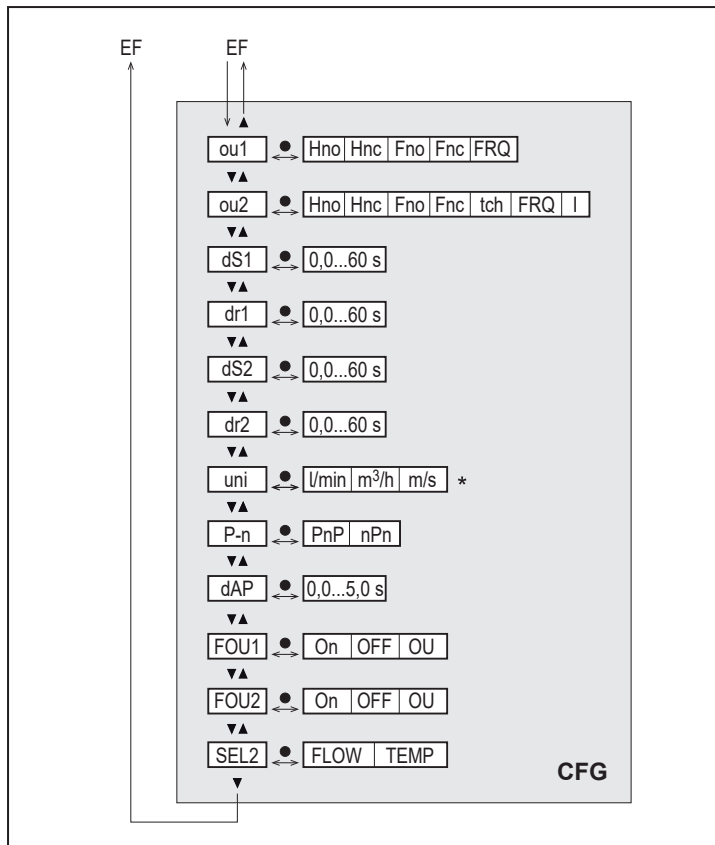 EF EF
ou1 Hno Hnc Fno Fnc FRQ
ou2 Hno Hnc Fno Fnc tch FRQ I
dS1 0,0...60 s
dr1 0,0...60 s
dS2 0,0...60 s
dr2 0,0...60 s
uni l/min m³/h m/s *
P-n PnP nPn
dAP 0,0...5,0 s
FOU1 On OFF OU
FOU2 On OFF OU
SEL2 FLOW TEMP
CFG